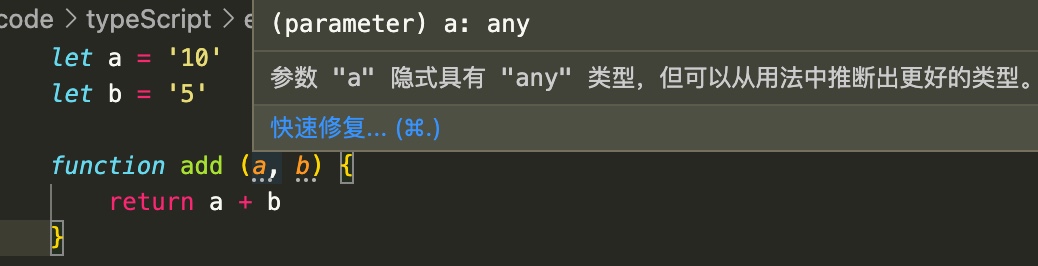 code > typeScript >
(parameter) a: any
let a = '10'
参数 "a" 隐式具有 "any" 类型，但可以从用法中推断出更好的类型。
let b = '5'
快速修复... (⌘.)
function add (a, b) {
return a + b
}